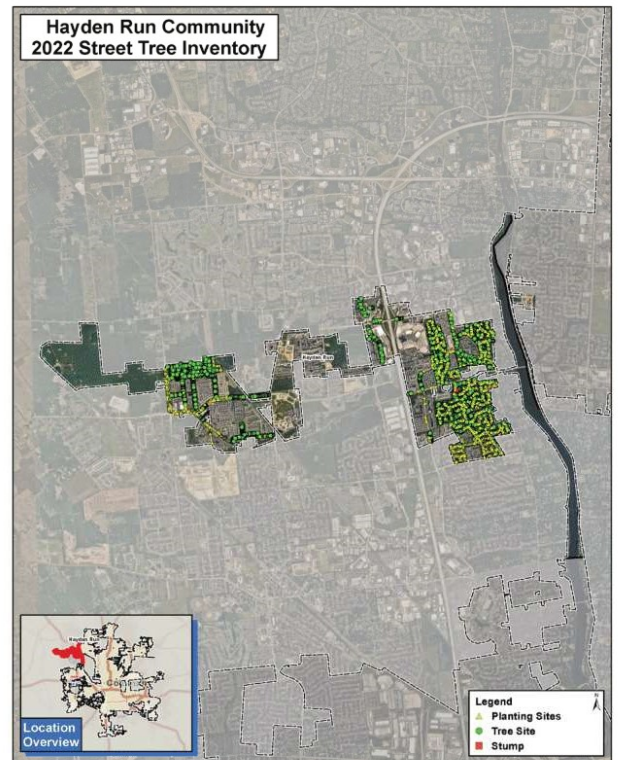 Hayden Run Community
2022 Street Tree Inventory
Hayden Run
Hayden Run
Location
Overview
Legend
N
Planting Sites
Tree Site
Stump